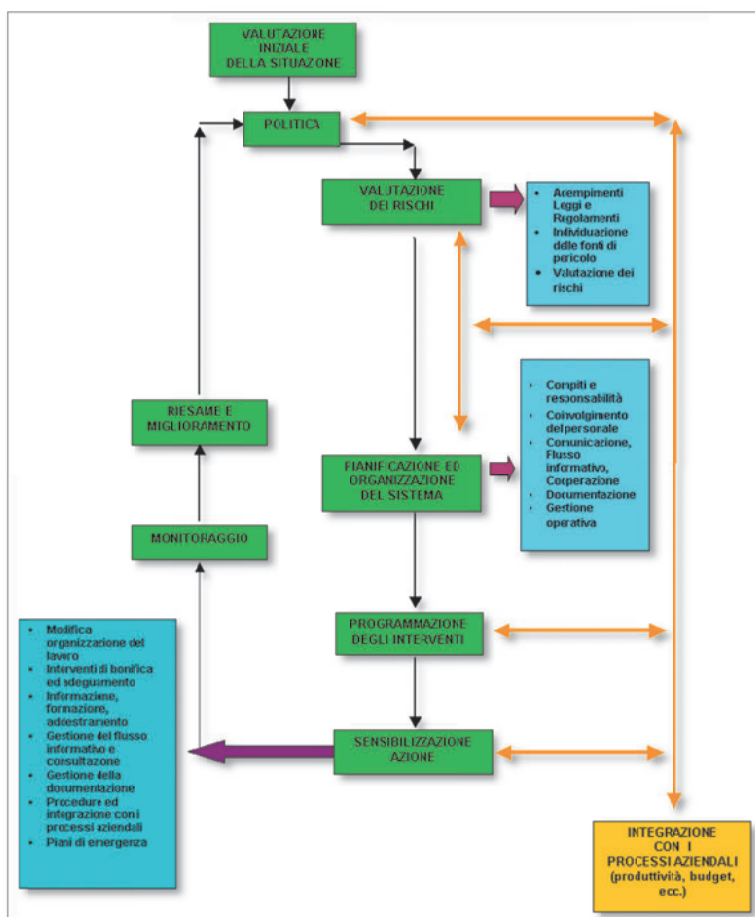 VALUTAZIONE
INIZIALE
DELLA SITUAZONE
POLITICA
VALUTAZIONE
DEI RISCHI
• Adempimenti
Leggi e
Regolamenti
• Individuazione
delle fonti di
pericolo
• Valutazione dei
rischi
RIESAME E
MIGLIORAMENTO
PIANIFICAZIONE ED
ORGANIZZAZIONE
DEL SISTEMA
• Compiti e
responsabilità
• Coinvolgimento
del personale
• Comunicazione,
Flusso
informativo,
Cooperazione
• Documentazione
• Gestione
operativa
MONITORAGGIO
PROGRAMMAZIONE
DEGLI INTERVENTI
• Modifica
organizzazione del
lavoro
• Interventi di bonifica
ed adeguamento
• Informazione,
formazione,
addestramento
• Gestione del flusso
informativo e
consultazone
• Gestione della
documentazione
• Procedure ed
integrazione con i
processi aziendali
• Piani di emergenza
SENSIBILIZZAZIONE
AZIONE
INTEGRAZIONE
CON I
PROCESSI AZIENDALI
(produttività, budget,
ecc.)